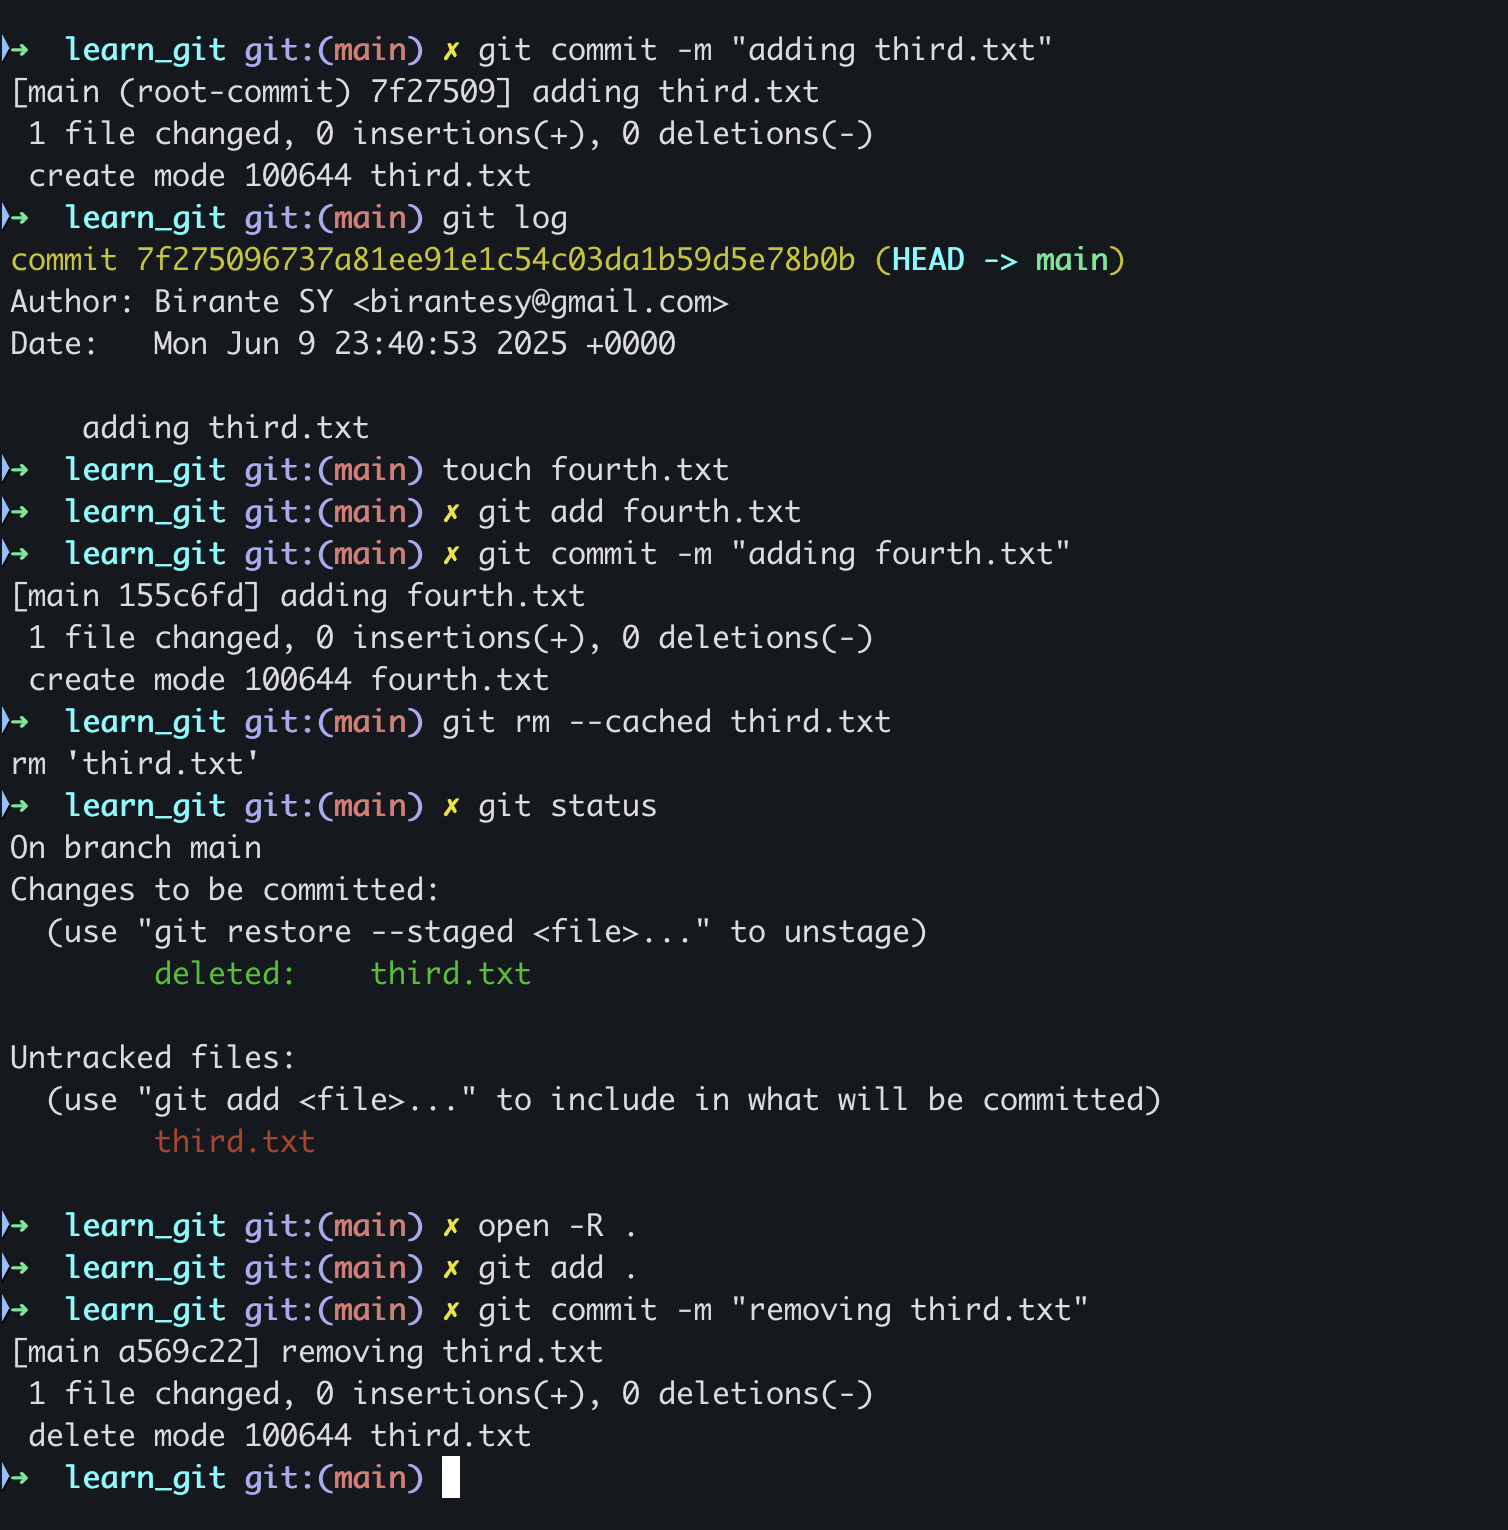 ➜  learn_git git:(main) ✗ git commit -m "adding third.txt"
[main (root-commit) 7f27509] adding third.txt
 1 file changed, 0 insertions(+), 0 deletions(-)
 create mode 100644 third.txt
➜  learn_git git:(main) git log
commit 7f275096737a81ee91e1c54c03da1b59d5e78b0b (HEAD -> main)
Author: Birante SY <birantesy@gmail.com>
Date:   Mon Jun 9 23:40:53 2025 +0000

    adding third.txt
➜  learn_git git:(main) touch fourth.txt
➜  learn_git git:(main) ✗ git add fourth.txt
➜  learn_git git:(main) ✗ git commit -m "adding fourth.txt"
[main 155c6fd] adding fourth.txt
 1 file changed, 0 insertions(+), 0 deletions(-)
 create mode 100644 fourth.txt
➜  learn_git git:(main) git rm --cached third.txt
rm 'third.txt'
➜  learn_git git:(main) ✗ git status
On branch main
Changes to be committed:
  (use "git restore --staged <file>..." to unstage)
        deleted:    third.txt

Untracked files:
  (use "git add <file>..." to include in what will be committed)
        third.txt

➜  learn_git git:(main) ✗ open -R .
➜  learn_git git:(main) ✗ git add .
➜  learn_git git:(main) ✗ git commit -m "removing third.txt"
[main a569c22] removing third.txt
 1 file changed, 0 insertions(+), 0 deletions(-)
 delete mode 100644 third.txt
➜  learn_git git:(main)